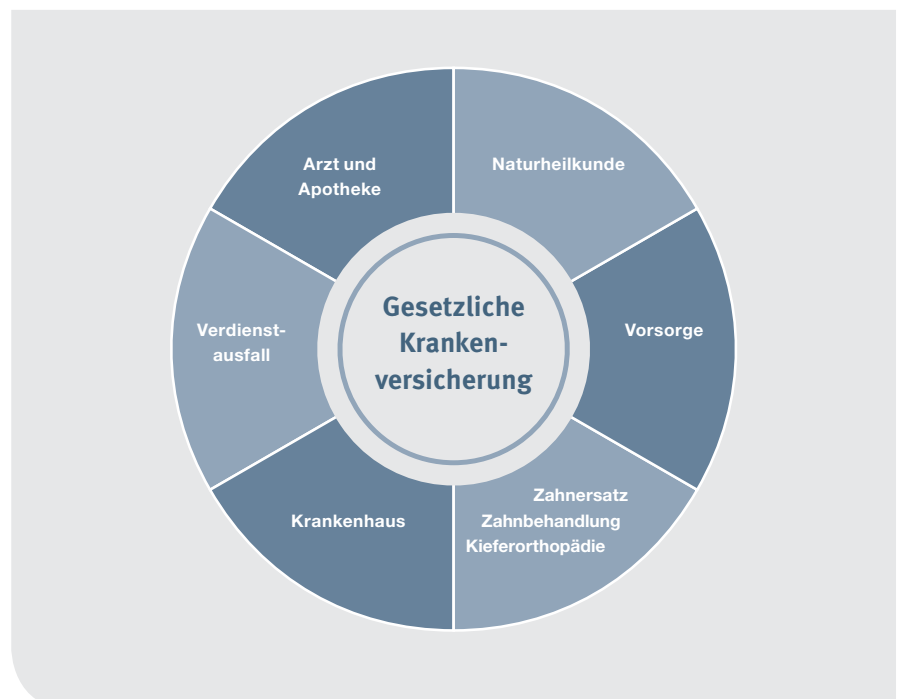 Arzt und
Apotheke
Naturheilkunde
Verdienst-
ausfall
Gesetzliche
Kranken-
versicherung
Vorsorge
Krankenhaus
Zahnersatz
Zahnbehandlung
Kieferorthopädie